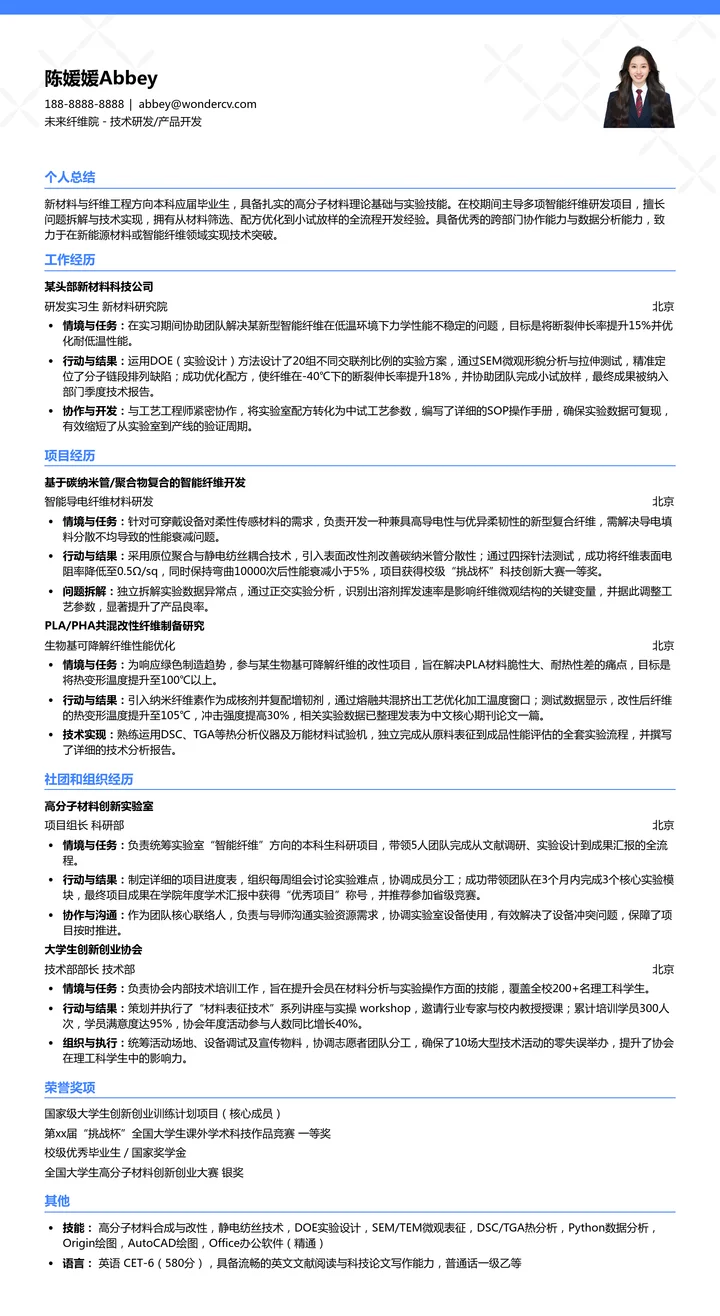 陈媛媛Abbey
188-8888-8888 | abbey@wondercv.com
未来纤维院 - 技术研发/产品开发
个人总结
新材料与纤维工程方向本科应届毕业生，具备扎实的高分子材料理论基础与实验技能。在校期间主导多项智能纤维研发项目，擅长
问题拆解与技术实现，拥有从材料筛选、配方优化到小试放样的全流程开发经验。具备优秀的跨部门协作能力与数据分析能力，致
力于在新能源材料或智能纤维领域实现技术突破。
工作经历
某头部新材料科技公司
研发实习生 新材料研究院 北京
• 情境与任务：在实习期间协助团队解决某新型智能纤维在低温环境下力学性能不稳定的问题，目标是将断裂伸长率提升15%并优
化耐低温性能。
• 行动与结果：运用DOE（实验设计）方法设计了20组不同交联剂比例的实验方案，通过SEM微观形貌分析与拉伸测试，精准定
位了分子链段排列缺陷；成功优化配方，使纤维在-40℃下的断裂伸长率提升18%，并协助团队完成小试放样，最终成果被纳入
部门季度技术报告。
• 协作与开发：与工艺工程师紧密协作，将实验室配方转化为中试工艺参数，编写了详细的SOP操作手册，确保实验数据可复现，
有效缩短了从实验室到产线的验证周期。
项目经历
基于碳纳米管/聚合物复合的智能纤维开发
智能导电纤维材料研发 北京
• 情境与任务：针对可穿戴设备对柔性传感材料的需求，负责开发一种兼具高导电性与优异柔韧性的新型复合纤维，需解决导电填
料分散不均导致的性能衰减问题。
• 行动与结果：采用原位聚合与静电纺丝耦合技术，引入表面改性剂改善碳纳米管分散性；通过四探针法测试，成功将纤维表面电
阻率降低至0.5Ω/sq，同时保持弯曲10000次后性能衰减小于5%，项目获得校级“挑战杯”科技创新大赛一等奖。
• 问题拆解：独立拆解实验数据异常点，通过正交实验分析，识别出溶剂挥发速率是影响纤维微观结构的关键变量，并据此调整工
艺参数，显著提升了产品良率。
PLA/PHA共混改性纤维制备研究
生物基可降解纤维性能优化 北京
• 情境与任务：为响应绿色制造趋势，参与某生物基可降解纤维的改性项目，旨在解决PLA材料脆性大、耐热性差的痛点，目标是
将热变形温度提升至100℃以上。
• 行动与结果：引入纳米纤维素作为成核剂并复配增韧剂，通过熔融共混挤出工艺优化加工温度窗口；测试数据显示，改性后纤维
的热变形温度提升至105℃，冲击强度提高30%，相关实验数据已整理发表为中文核心期刊论文一篇。
• 技术实现：熟练运用DSC、TGA等热分析仪器及万能材料试验机，独立完成从原料表征到成品性能评估的全套实验流程，并撰写
了详细的技术分析报告。
社团和组织经历
高分子材料创新实验室
项目组长 科研部 北京
• 情境与任务：负责统筹实验室“智能纤维”方向的本科生科研项目，带领5人团队完成从文献调研、实验设计到成果汇报的全流
程。
• 行动与结果：制定详细的项目进度表，组织每周组会讨论实验难点，协调成员分工；成功带领团队在3个月内完成3个核心实验模
块，最终项目成果在学院年度学术汇报中获得“优秀项目”称号，并推荐参加省级竞赛。
• 协作与沟通：作为团队核心联络人，负责与导师沟通实验资源需求，协调实验室设备使用，有效解决了设备冲突问题，保障了项
目按时推进。
大学生创新创业协会
技术部部长 技术部 北京
• 情境与任务：负责协会内部技术培训工作，旨在提升会员在材料分析与实验操作方面的技能，覆盖全校200+名理工科学生。
• 行动与结果：策划并执行了“材料表征技术”系列讲座与实操 workshop，邀请行业专家与校内教授授课；累计培训学员300人
次，学员满意度达95%，协会年度活动参与人数同比增长40%。
• 组织与执行：统筹活动场地、设备调试及宣传物料，协调志愿者团队分工，确保了10场大型技术活动的零失误举办，提升了协会
在理工科学生中的影响力。
荣誉奖项
国家级大学生创新创业训练计划项目（核心成员）
第xx届“挑战杯”全国大学生课外学术科技作品竞赛 一等奖
校级优秀毕业生 / 国家奖学金
全国大学生高分子材料创新创业大赛 银奖
其他
• 技能： 高分子材料合成与改性，静电纺丝技术，DOE实验设计，SEM/TEM微观表征，DSC/TGA热分析，Python数据分析，
Origin绘图，AutoCAD绘图，Office办公软件（精通）
• 语言： 英语 CET-6（580分），具备流畅的英文文献阅读与科技论文写作能力，普通话一级乙等